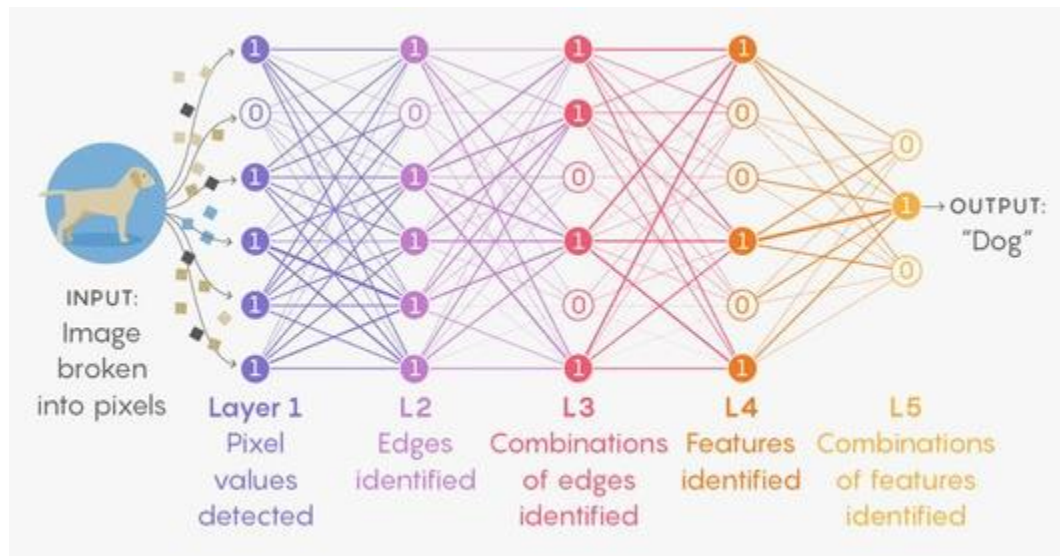 1 1 1 1
0 0 1 0
0
1 1 0 0
1
1 1 1 1
0
1 1 0 0
1 1 1 1
INPUT:
Image
broken
into pixels
OUTPUT:
"Dog"
Layer 1
Pixel
values
detected
L2
Edges
identified
L3
Combinations
of edges
identified
L4
Features
identified
L5
Combinations
of features
identified